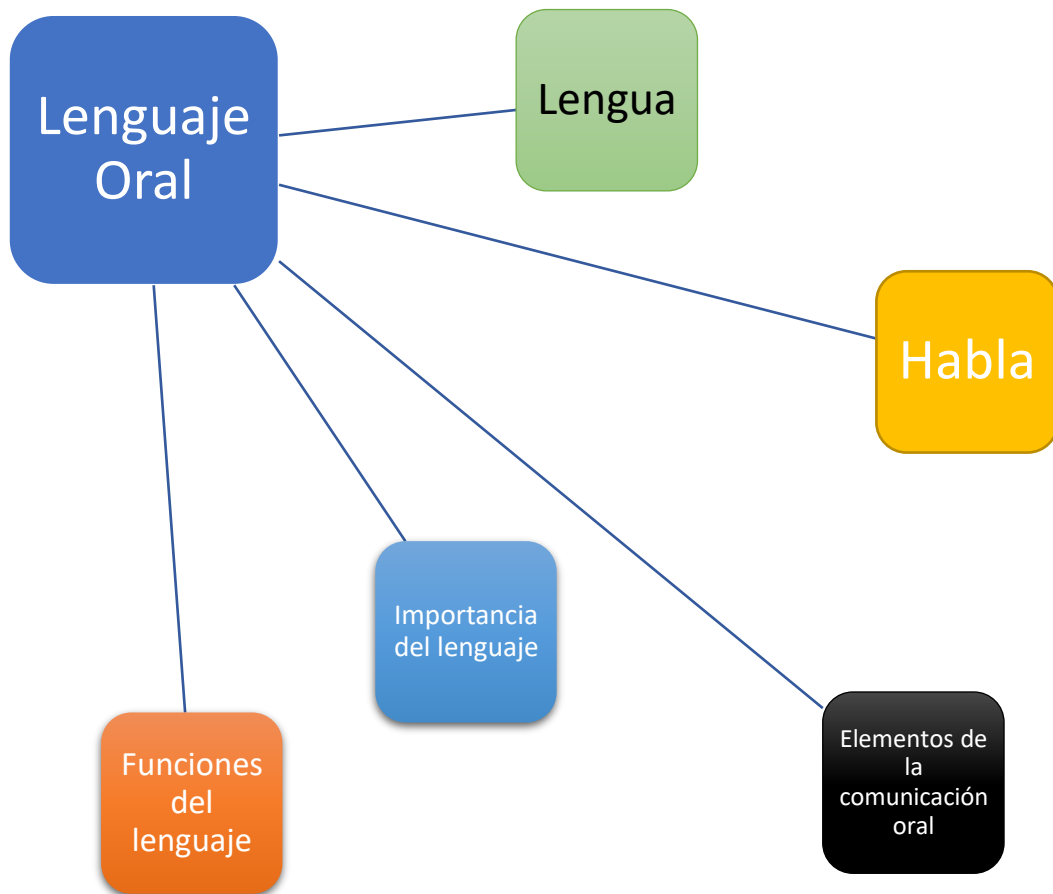 Lenguaje
Oral
Lengua
Habla
Importancia
del lenguaje
Funciones
del
lenguaje
Elementos de
la
comunicación
oral